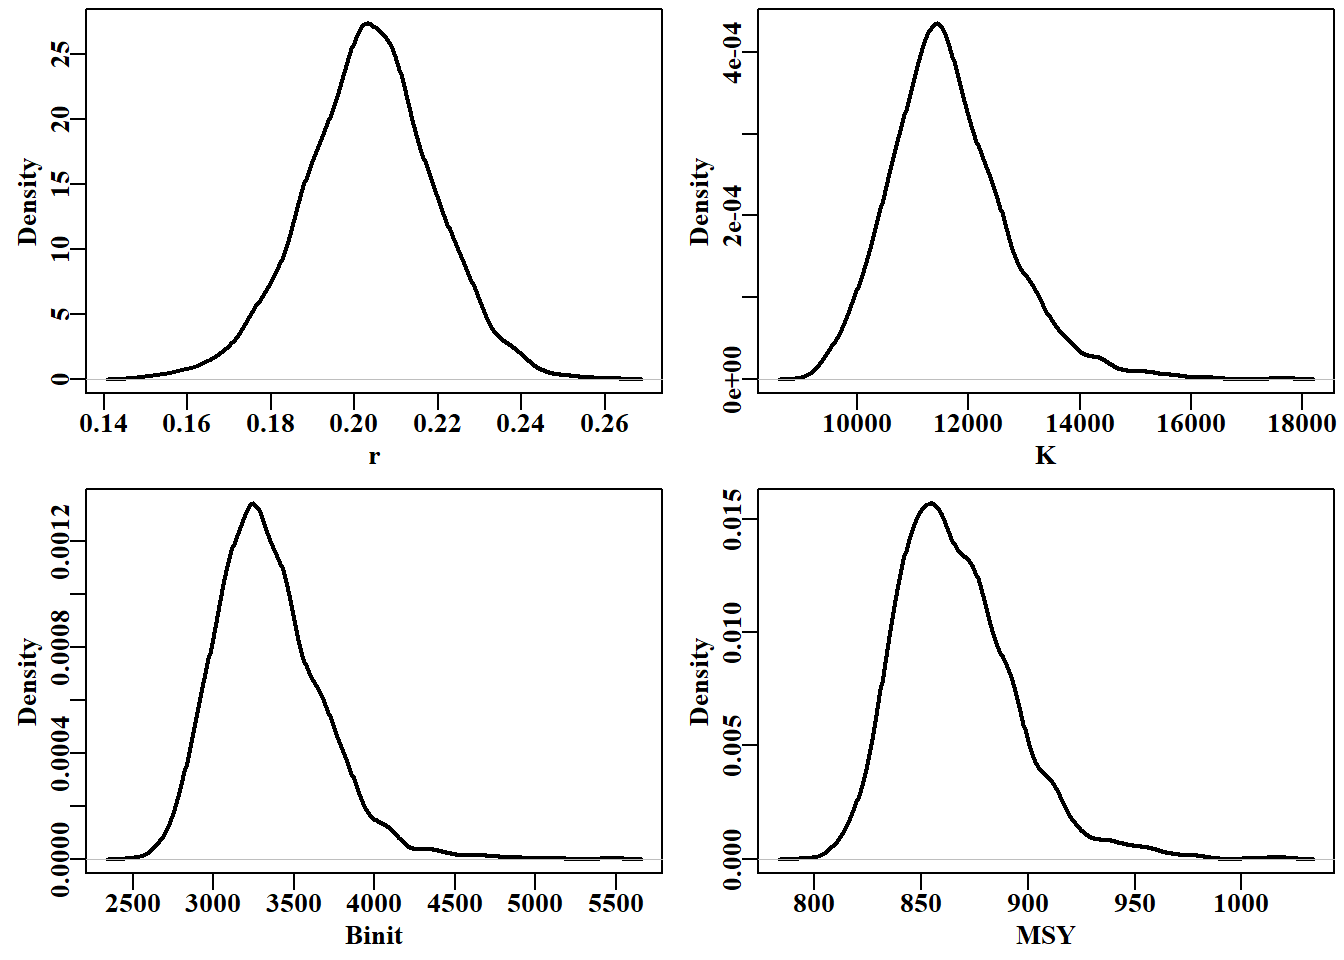 Density
25
20
15
10
5
0
0.14 0.16 0.18 0.20 0.22 0.24 0.26
r
Density
4e-04
2e-04
0e+00
10000 12000 14000 16000 18000
K
Density
0.0012
0.0008
0.0004
0.0000
2500 3000 3500 4000 4500 5000 5500
Binit
Density
0.015
0.010
0.005
0.000
800 850 900 950 1000
MSY